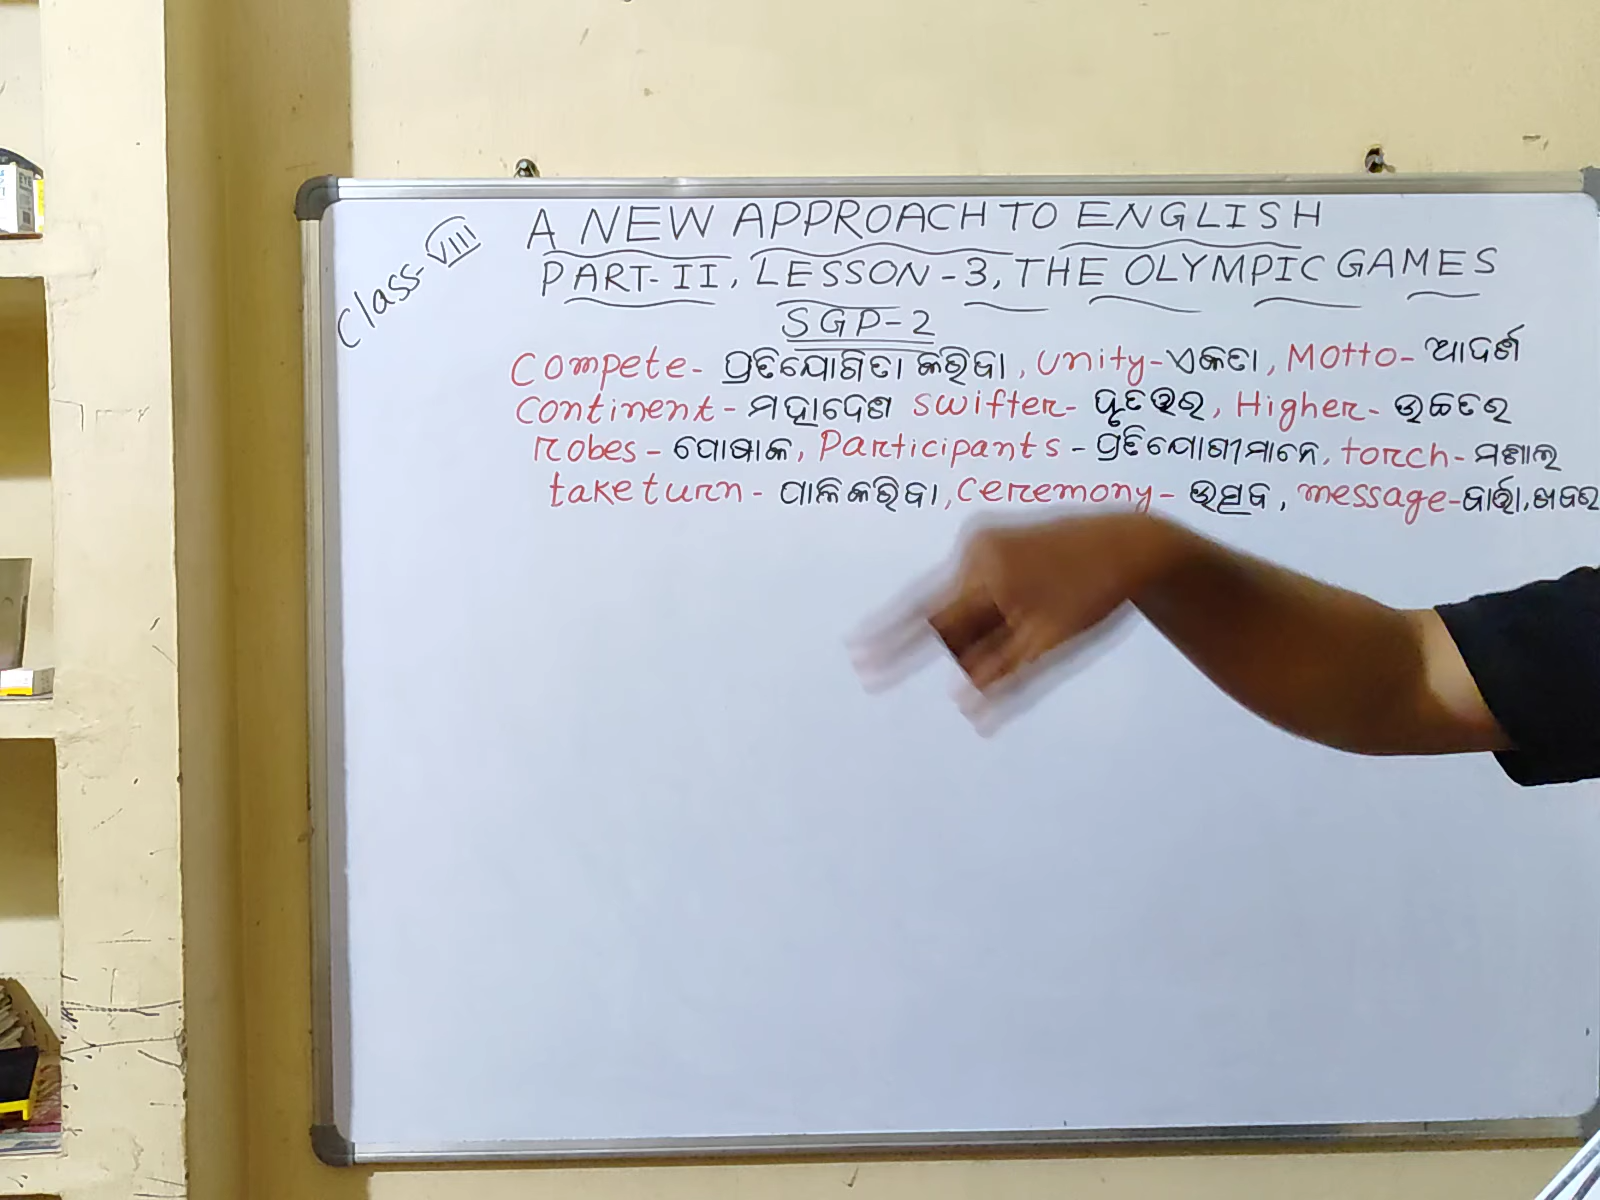 Class-VIII
A NEW APPROACH TO ENGLISH
PART-II, LESSON-3, THE OLYMPIC GAMES
SGP-2
Compete- ପ୍ରତିଯୋଗିତା କରିବା, Unity- ଏକତା, Motto- ଆଦର୍ଶ
Continent - ମହାଦେଶ Swifter- ଦ୍ରୁତତର, Higher- ଉଚ୍ଚତର
Robes - ପୋଷାକ, Participants - ପ୍ରତିଯୋଗୀମାନେ, torch- ମଶାଲ
take turn - ପାଳି କରିବା, Ceremony- ଉତ୍ସବ, message- ବାର୍ତ୍ତା, ଖବର